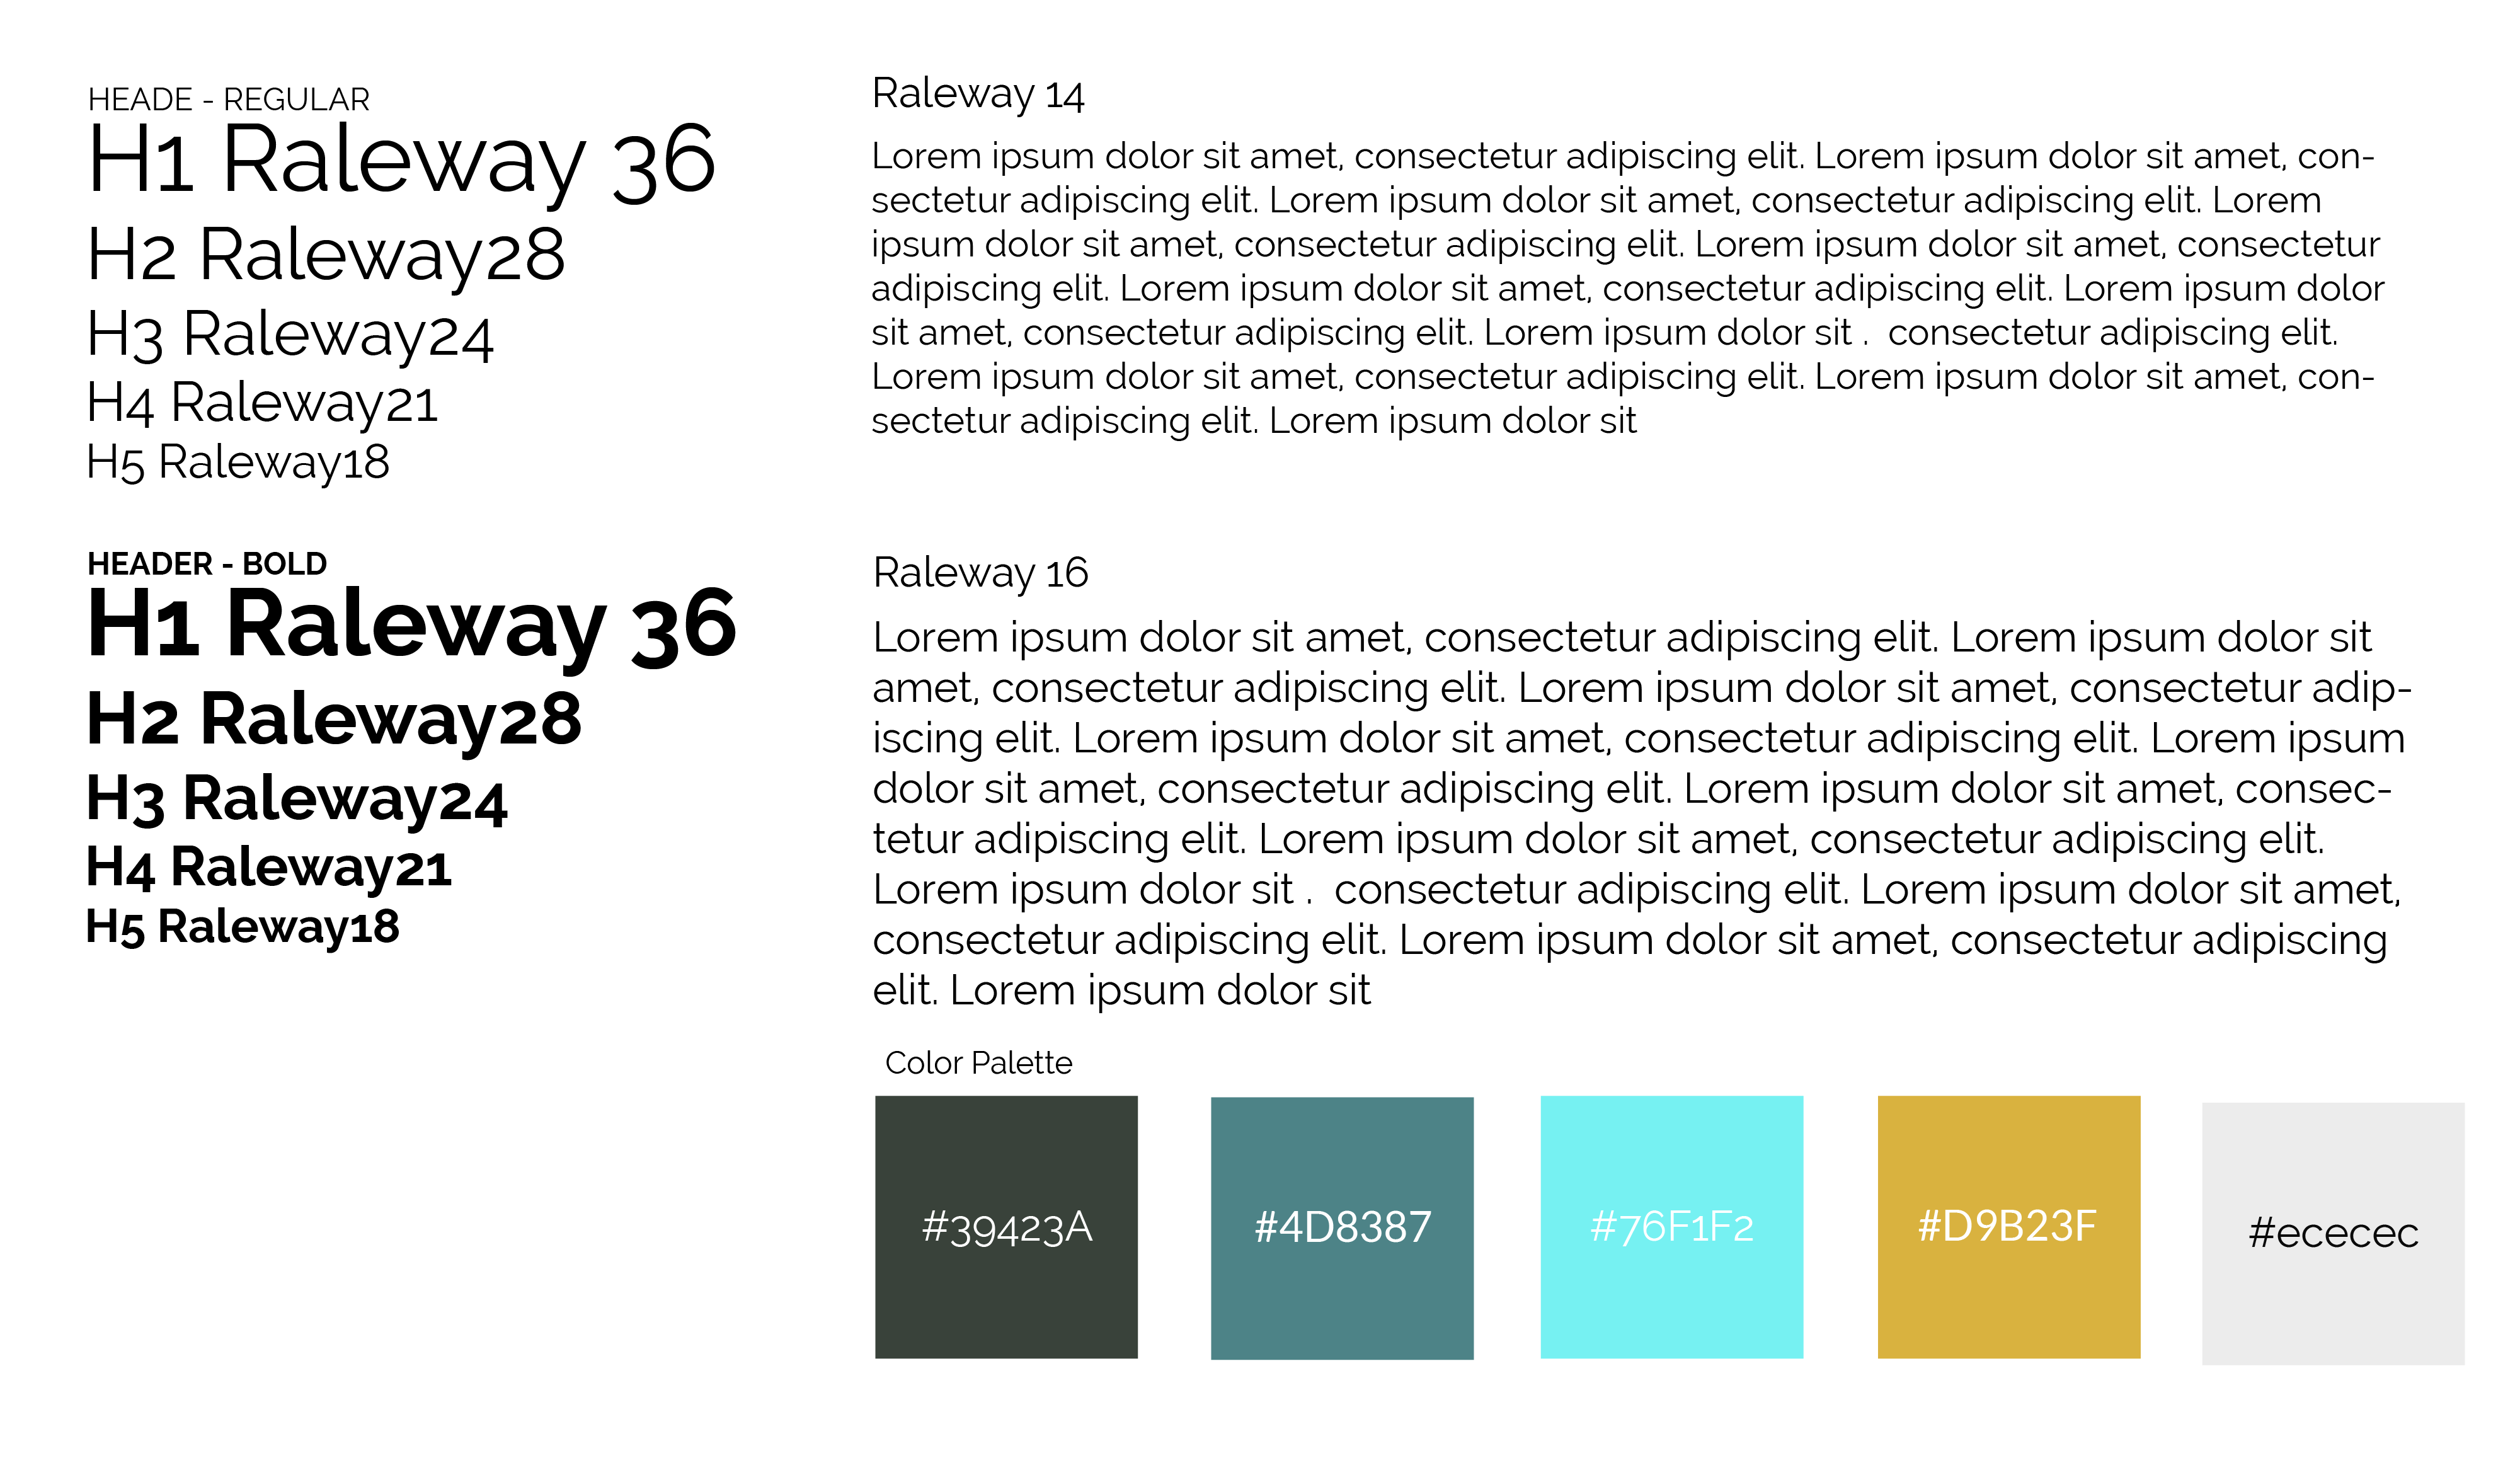 HEADE - REGULAR
H1 Raleway 36
H2 Raleway28
H3 Raleway24
H4 Raleway21
H5 Raleway18
HEADER - BOLD
H1 Raleway 36
H2 Raleway28
H3 Raleway24
H4 Raleway21
H5 Raleway18
Raleway 14
Lorem ipsum dolor sit amet, consectetur adipiscing elit. Lorem ipsum dolor sit amet, con-
sectetur adipiscing elit. Lorem ipsum dolor sit amet, consectetur adipiscing elit. Lorem
ipsum dolor sit amet, consectetur adipiscing elit. Lorem ipsum dolor sit amet, consectetur
adipiscing elit. Lorem ipsum dolor sit amet, consectetur adipiscing elit. Lorem ipsum dolor
sit amet, consectetur adipiscing elit. Lorem ipsum dolor sit .  consectetur adipiscing elit.
Lorem ipsum dolor sit amet, consectetur adipiscing elit. Lorem ipsum dolor sit amet, con-
sectetur adipiscing elit. Lorem ipsum dolor sit
Raleway 16
Lorem ipsum dolor sit amet, consectetur adipiscing elit. Lorem ipsum dolor sit
amet, consectetur adipiscing elit. Lorem ipsum dolor sit amet, consectetur adip-
iscing elit. Lorem ipsum dolor sit amet, consectetur adipiscing elit. Lorem ipsum
dolor sit amet, consectetur adipiscing elit. Lorem ipsum dolor sit amet, consec-
tetur adipiscing elit. Lorem ipsum dolor sit amet, consectetur adipiscing elit.
Lorem ipsum dolor sit .  consectetur adipiscing elit. Lorem ipsum dolor sit amet,
consectetur adipiscing elit. Lorem ipsum dolor sit amet, consectetur adipiscing
elit. Lorem ipsum dolor sit
Color Palette
#39423A
#4D8387
#76F1F2
#D9B23F
#ececec